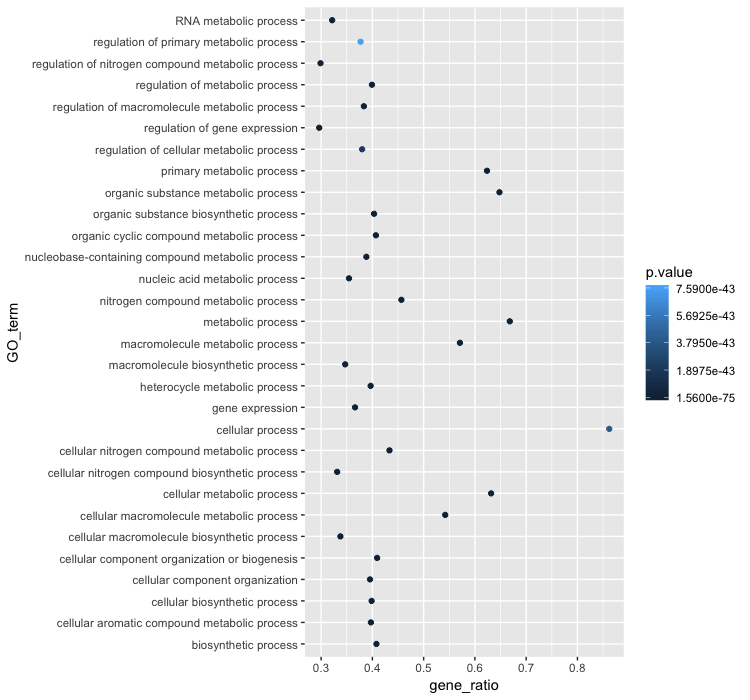 RNA metabolic process
regulation of primary metabolic process
regulation of nitrogen compound metabolic process
regulation of metabolic process
regulation of macromolecule metabolic process
regulation of gene expression
regulation of cellular metabolic process
primary metabolic process
organic substance metabolic process
organic substance biosynthetic process
organic cyclic compound metabolic process
nucleobase-containing compound metabolic process
nucleic acid metabolic process
nitrogen compound metabolic process
metabolic process
macromolecule metabolic process
macromolecule biosynthetic process
heterocycle metabolic process
gene expression
cellular process
cellular nitrogen compound metabolic process
cellular nitrogen compound biosynthetic process
cellular metabolic process
cellular macromolecule metabolic process
cellular macromolecule biosynthetic process
cellular component organization or biogenesis
cellular component organization
cellular biosynthetic process
cellular aromatic compound metabolic process
biosynthetic process
GO_term
0.3 0.4 0.5 0.6 0.7 0.8
gene_ratio
p.value
7.5900e-43
5.6925e-43
3.7950e-43
1.8975e-43
1.5600e-75